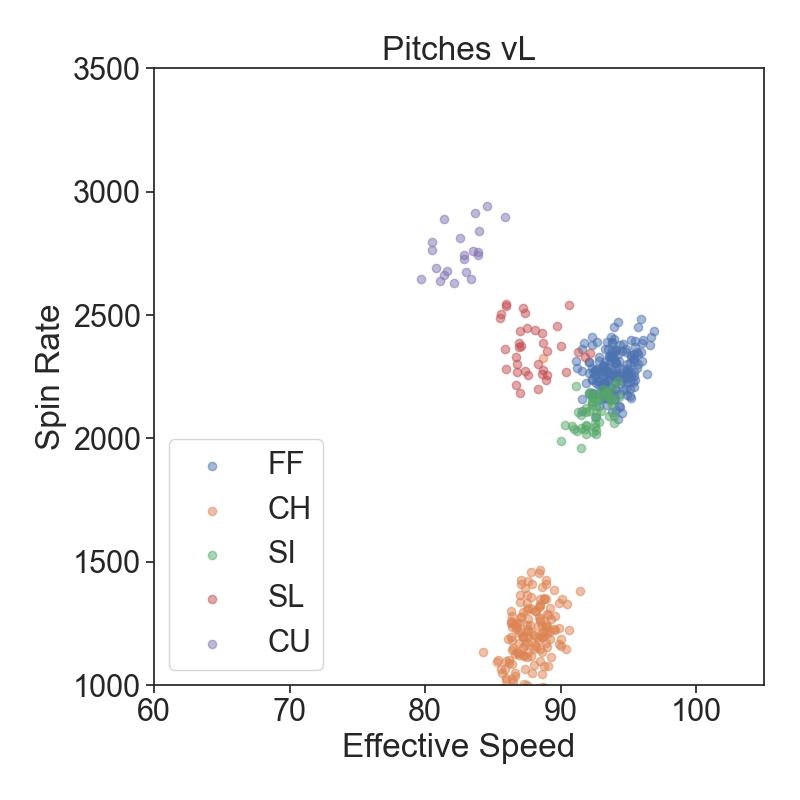 Pitches vL
3500
3000
2500
2000
1500
1000
Spin Rate
FF
CH
SI
SL
CU
60 70 80 90 100
Effective Speed